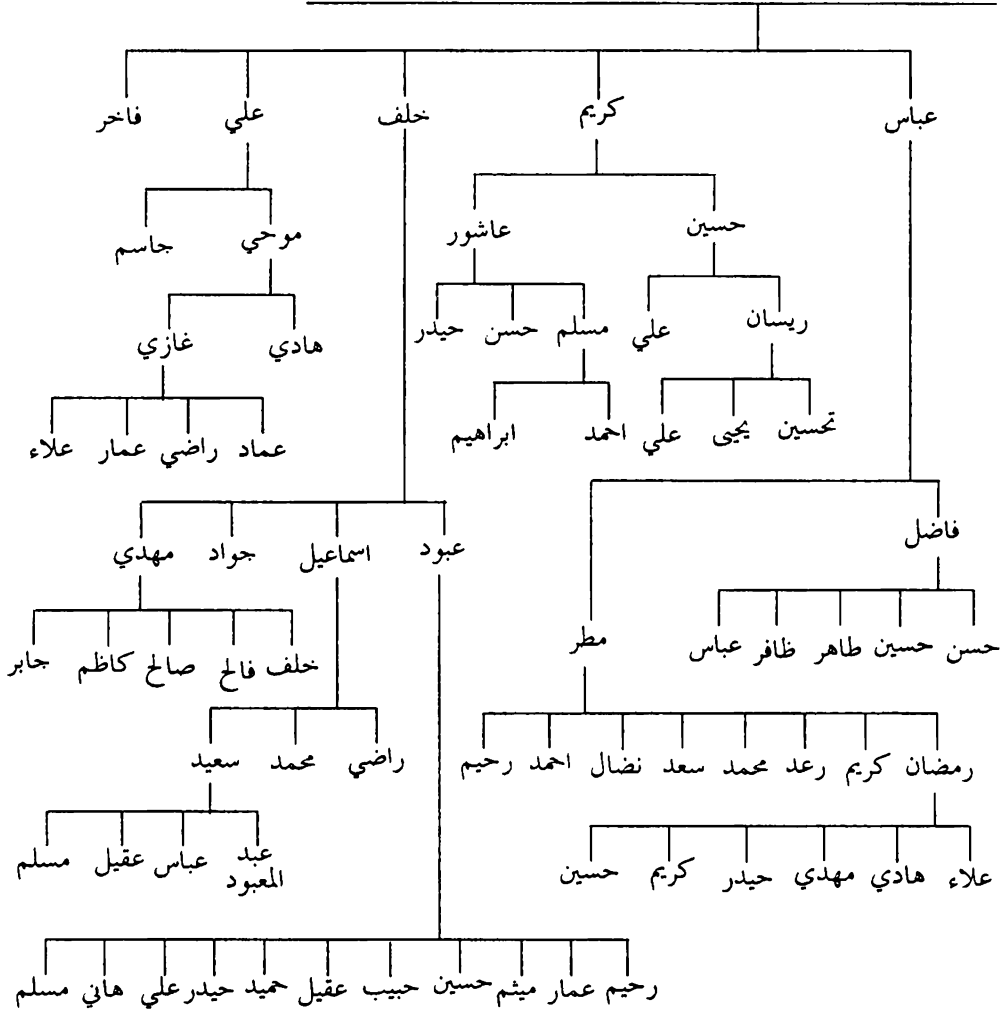 عباس كريم خلف علي فاخر
حسين عاشور موحي جاسم
ريسان علي مسلم حسن حيدر هادي غازي
تحسين يحيى علي احمد ابراهيم عماد راضي عمار علاء
فاضل مطر عبود اسماعيل جواد مهدي
حسن حسين طاهر ظافر عباس خلف فالح صالح كاظم جابر
رمضان كريم رعد محمد سعد نضال احمد رحيم راضي محمد سعيد
علاء هادي مهدي حيدر كريم حسين عبد المعبود عباس عقيل مسلم
رحيم عمار ميثم حسين حبيب عقيل حميد حيدر علي هاني مسلم